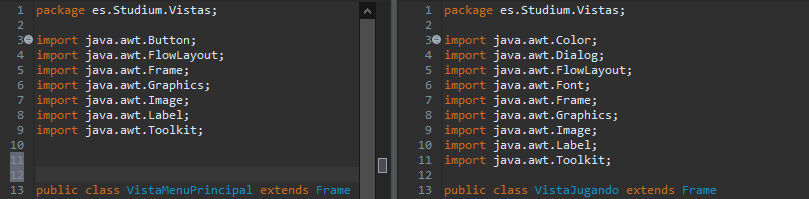 1 package es.Studium.Vistas;
2
3 import java.awt.Button;
4 import java.awt.FlowLayout;
5 import java.awt.Frame;
6 import java.awt.Graphics;
7 import java.awt.Image;
8 import java.awt.Label;
9 import java.awt.Toolkit;
10
11
12
13 public class VistaMenuPrincipal extends Frame
1 package es.Studium.Vistas;
2
3 import java.awt.Color;
4 import java.awt.Dialog;
5 import java.awt.FlowLayout;
6 import java.awt.Font;
7 import java.awt.Frame;
8 import java.awt.Graphics;
9 import java.awt.Image;
10 import java.awt.Label;
11 import java.awt.Toolkit;
12
13 public class VistaJugando extends Frame